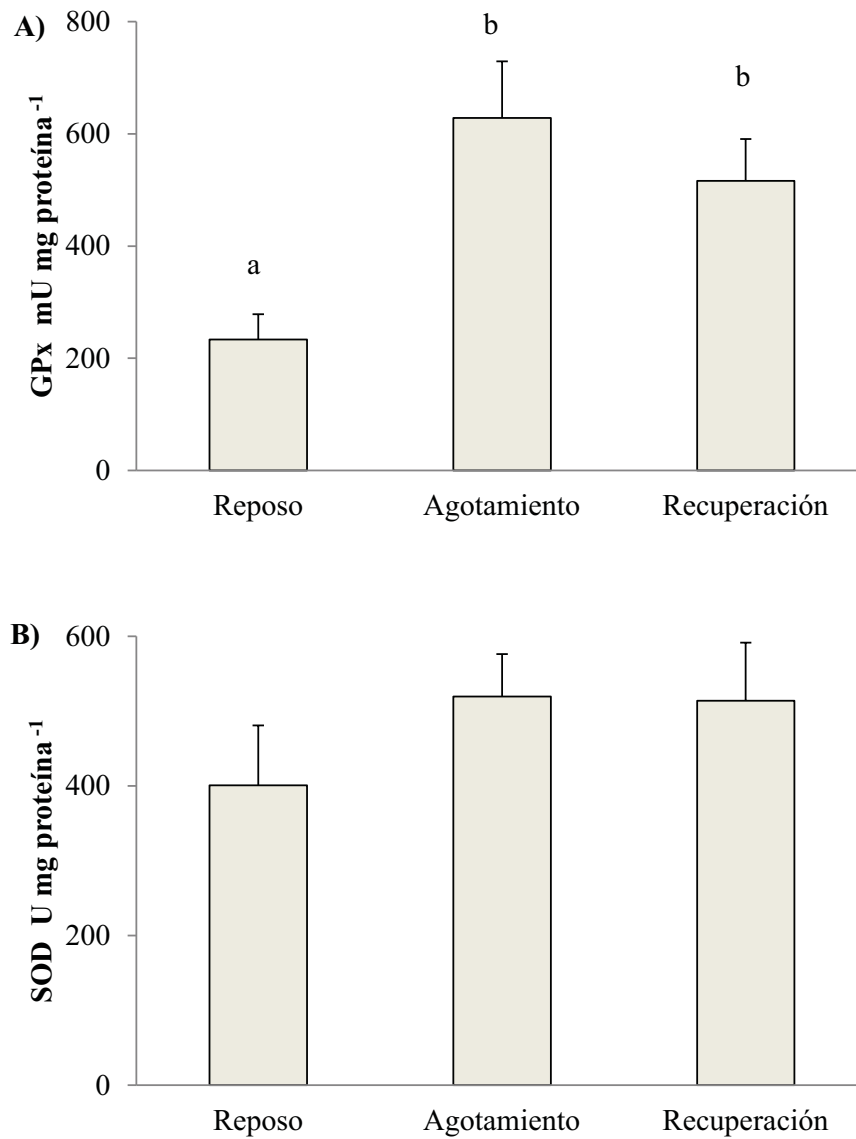 A)
GPx mU mg proteína⁻¹
800
600
400
200
0
a
b
b
Reposo Agotamiento Recuperación
B)
SOD U mg proteína⁻¹
600
400
200
0
Reposo Agotamiento Recuperación